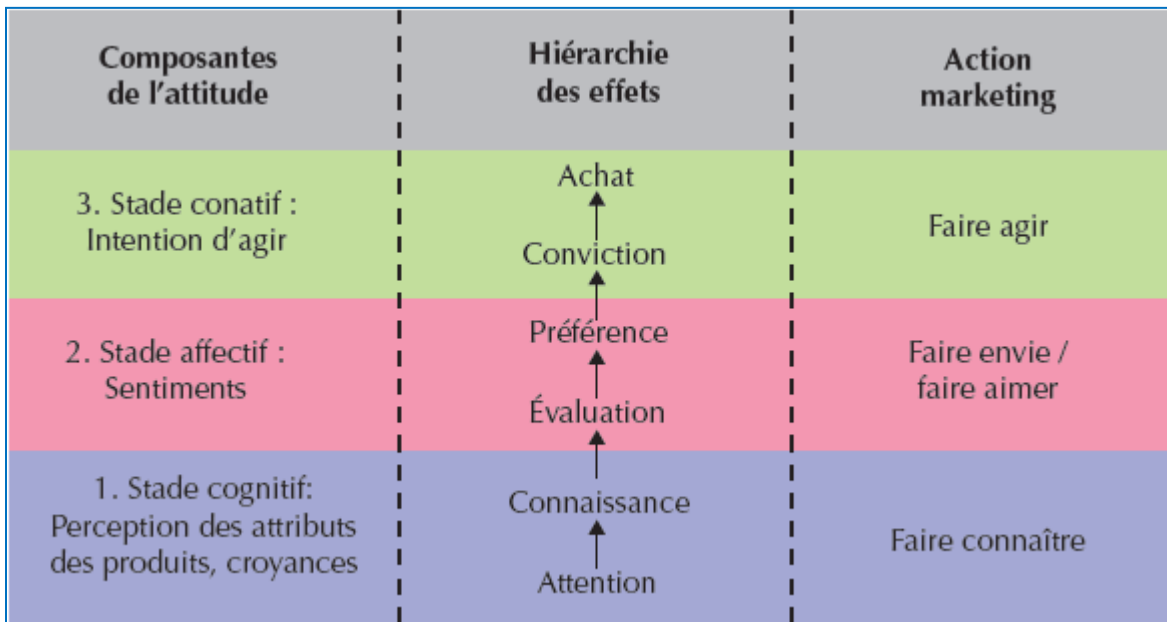 Composantes
de l'attitude
Hiérarchie
des effets
Action
marketing
3. Stade conatif :
Intention d'agir
Achat
Conviction
Faire agir
2. Stade affectif :
Sentiments
Préférence
Évaluation
Faire envie /
faire aimer
1. Stade cognitif:
Perception des attributs
des produits, croyances
Connaissance
Attention
Faire connaître